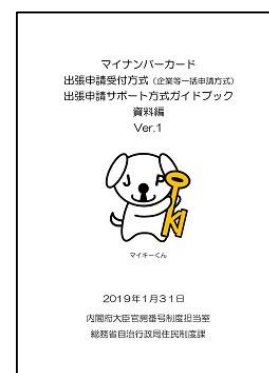 マイナンバーカード
出張申請受付方式（企業等一括申請方式）
出張申請サポート方式ガイドブック
資料編
Ver.1
J P
マイキーくん
2019年1月31日
内閣府大臣官房番号制度担当室
総務省自治行政局住民制度課